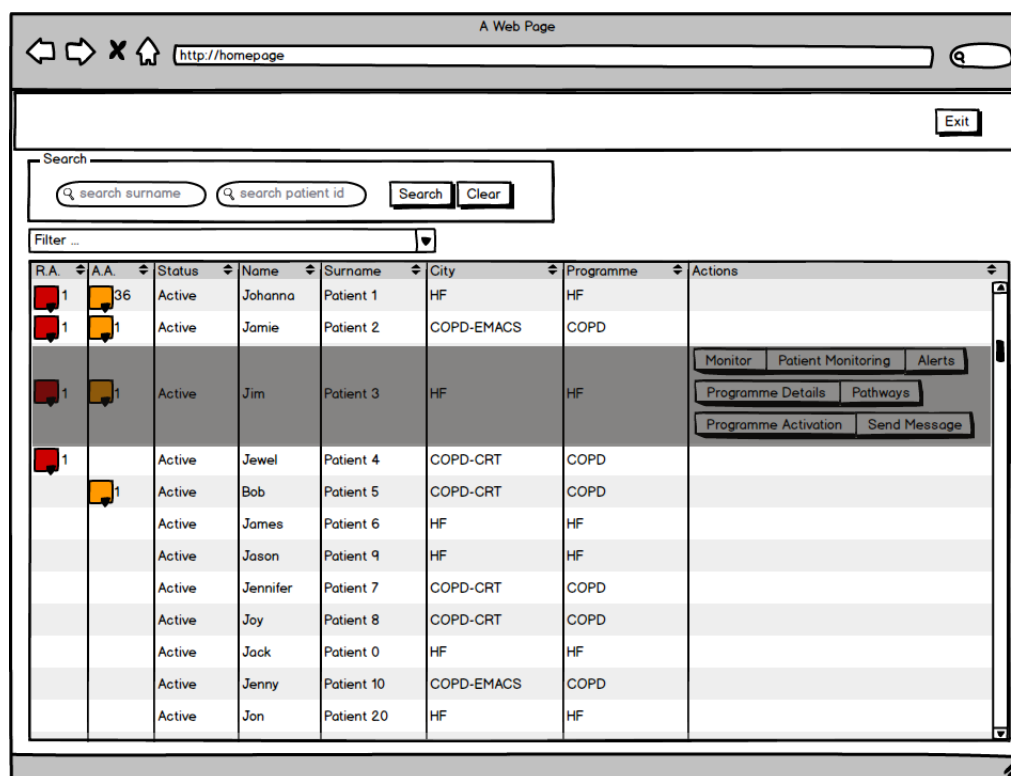 A Web Page
http://homepage
Exit
Search
search surname search patient id Search Clear
Filter ...
R.A. A.A. Status Name Surname City Programme Actions
1 36 Active Johanna Patient 1 HF HF
1 1 Active Jamie Patient 2 COPD-EMACS COPD
Monitor Patient Monitoring Alerts
1 1 Active Jim Patient 3 HF HF Programme Details Pathways
Programme Activation Send Message
1 Active Jewel Patient 4 COPD-CRT COPD
1 Active Bob Patient 5 COPD-CRT COPD
Active James Patient 6 HF HF
Active Jason Patient 9 HF HF
Active Jennifer Patient 7 COPD-CRT COPD
Active Joy Patient 8 COPD-CRT COPD
Active Jack Patient 0 HF HF
Active Jenny Patient 10 COPD-EMACS COPD
Active Jon Patient 20 HF HF